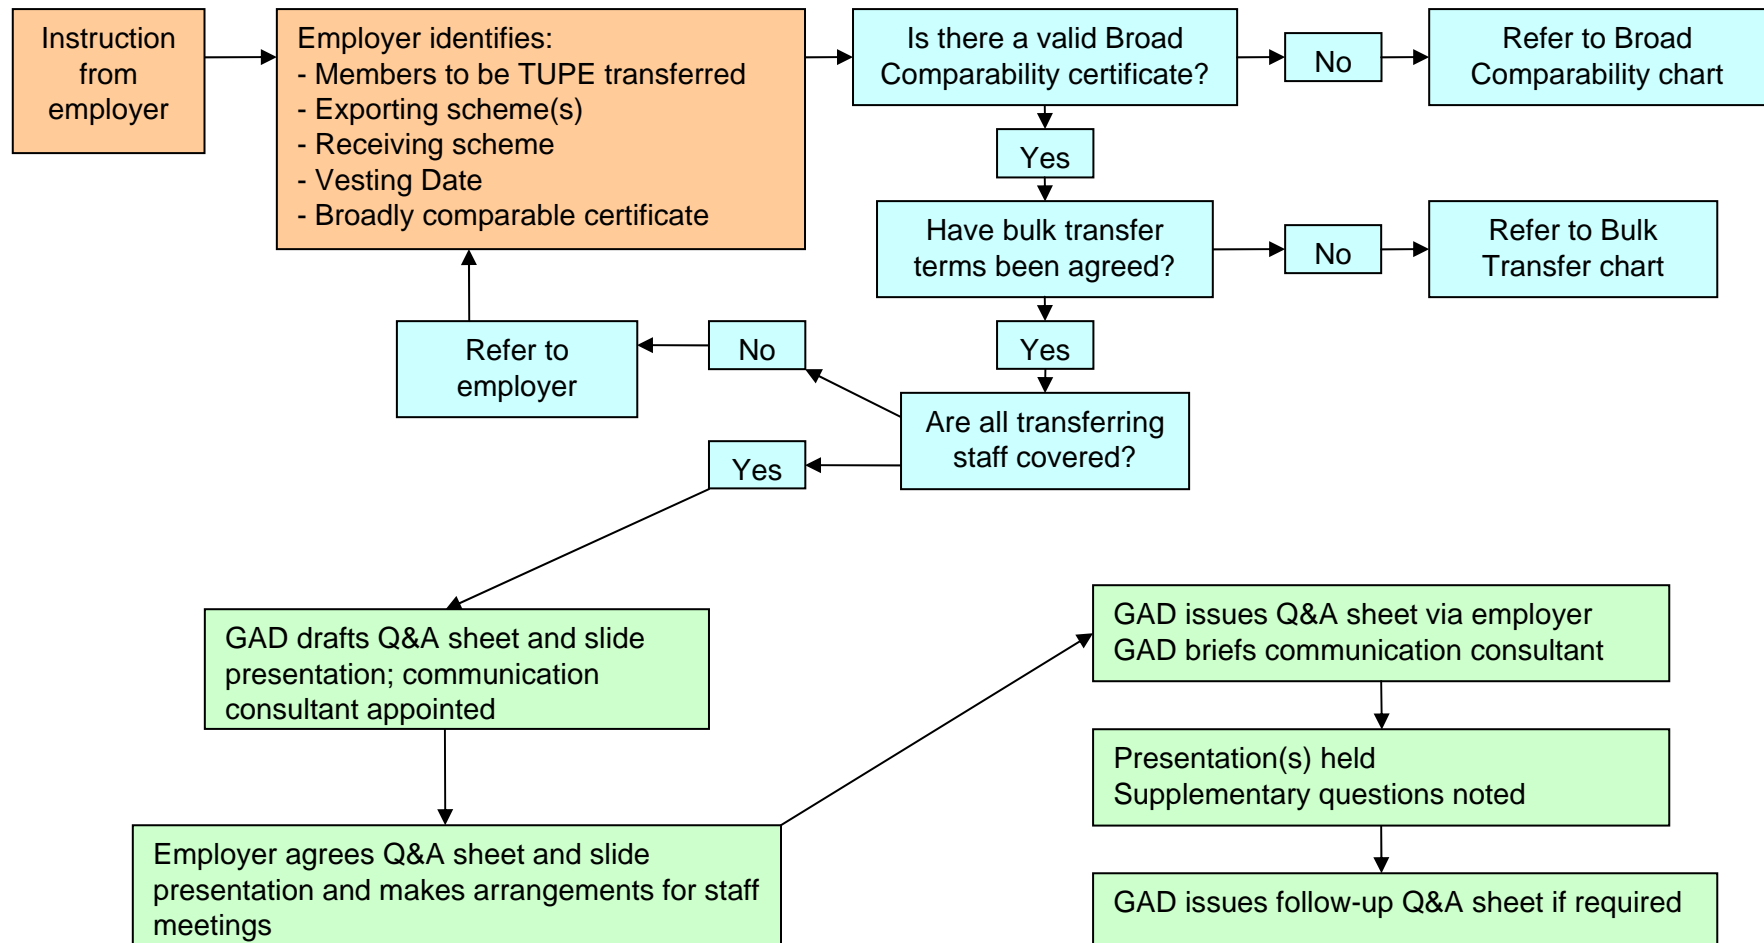 Instruction
from
employer
Employer identifies:
- Members to be TUPE transferred
- Exporting scheme(s)
- Receiving scheme
- Vesting Date
- Broadly comparable certificate
Is there a valid Broad
Comparability certificate?
No
Refer to Broad
Comparability chart
Yes
Have bulk transfer
terms been agreed?
No
Refer to Bulk
Transfer chart
Yes
Are all transferring
staff covered?
No
Refer to
employer
Yes
GAD drafts Q&A sheet and slide
presentation; communication
consultant appointed
Employer agrees Q&A sheet and slide
presentation and makes arrangements for staff
meetings
GAD issues Q&A sheet via employer
GAD briefs communication consultant
Presentation(s) held
Supplementary questions noted
GAD issues follow-up Q&A sheet if required